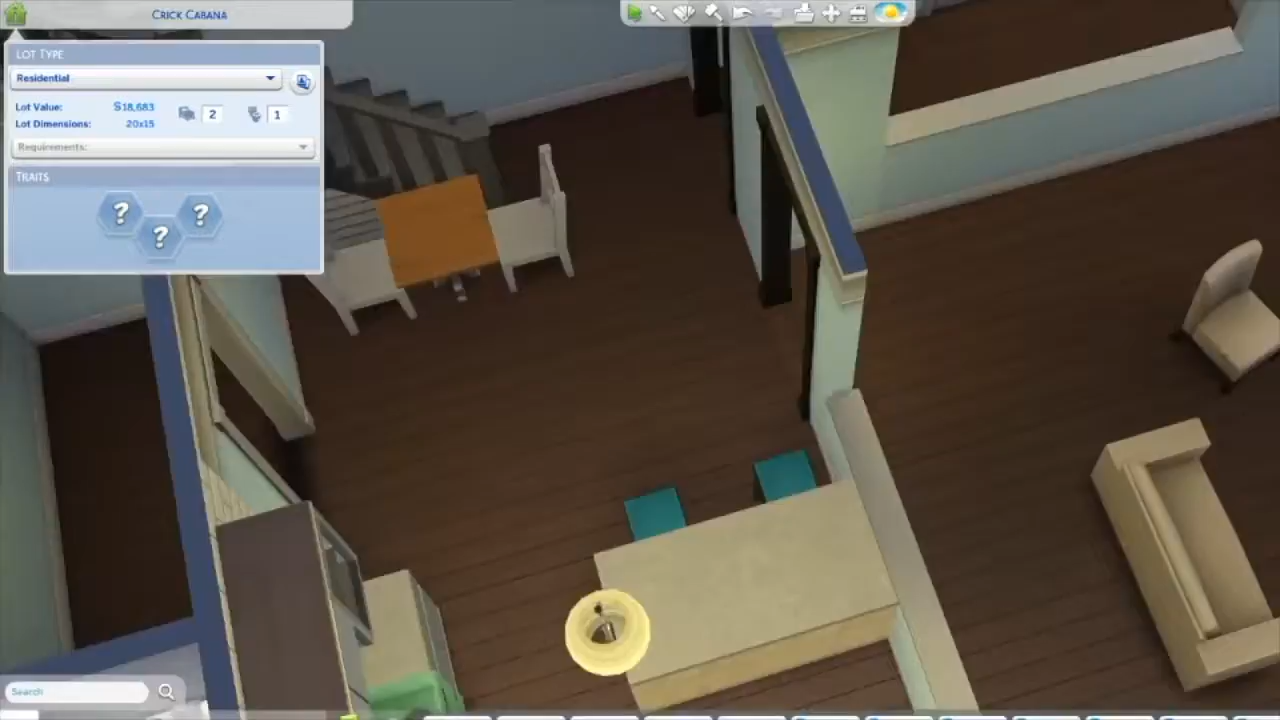 Crick Cabana
Lot Type
Residential
Lot Value: §18,683 2 1
Lot Dimensions: 20x15
Requirements:
Traits
? ? ?
Search